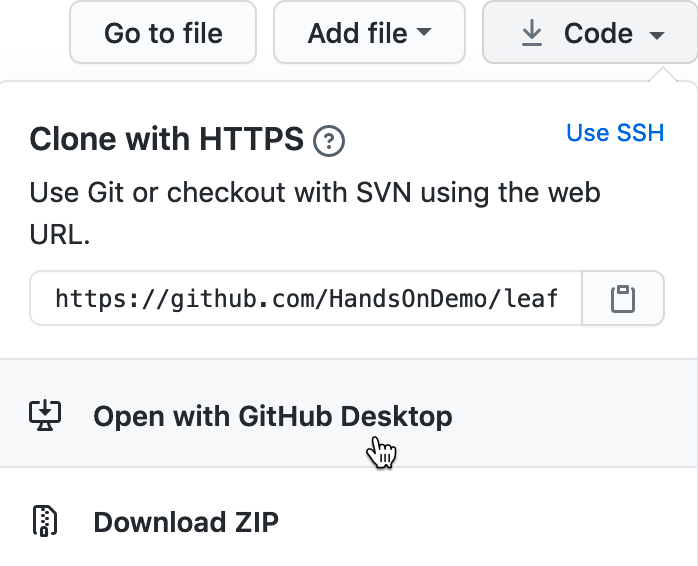 Go to file
Add file
Code
Clone with HTTPS ?
Use SSH
Use Git or checkout with SVN using the web
URL.
https://github.com/HandsOnDemo/leaf
Open with GitHub Desktop
Download ZIP